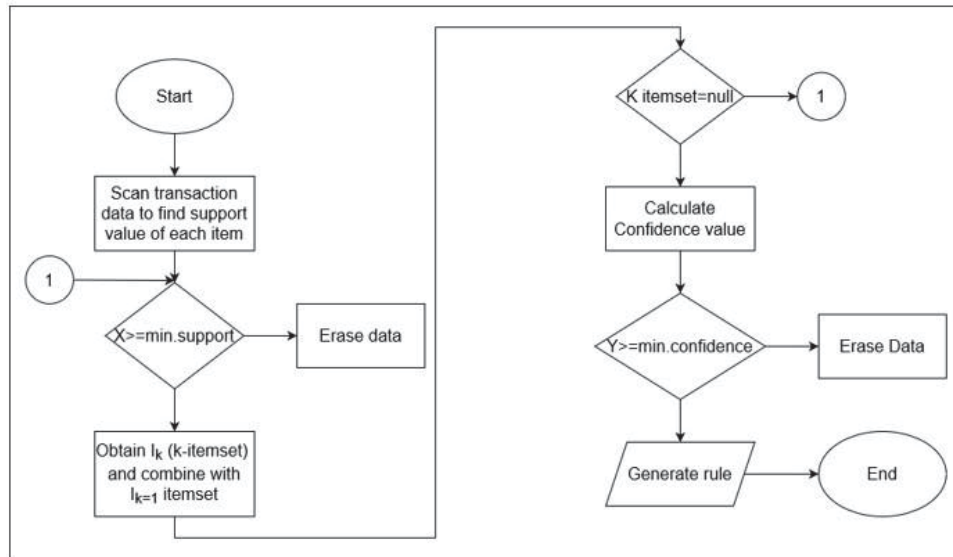 Start
Scan transaction
data to find support
value of each item
1
X>=min.support
Erase data
Obtain Iₖ (k-itemset)
and combine with
Iₖ₌₁ itemset
K itemset=null
1
Calculate
Confidence value
Y>=min.confidence
Erase Data
Generate rule
End